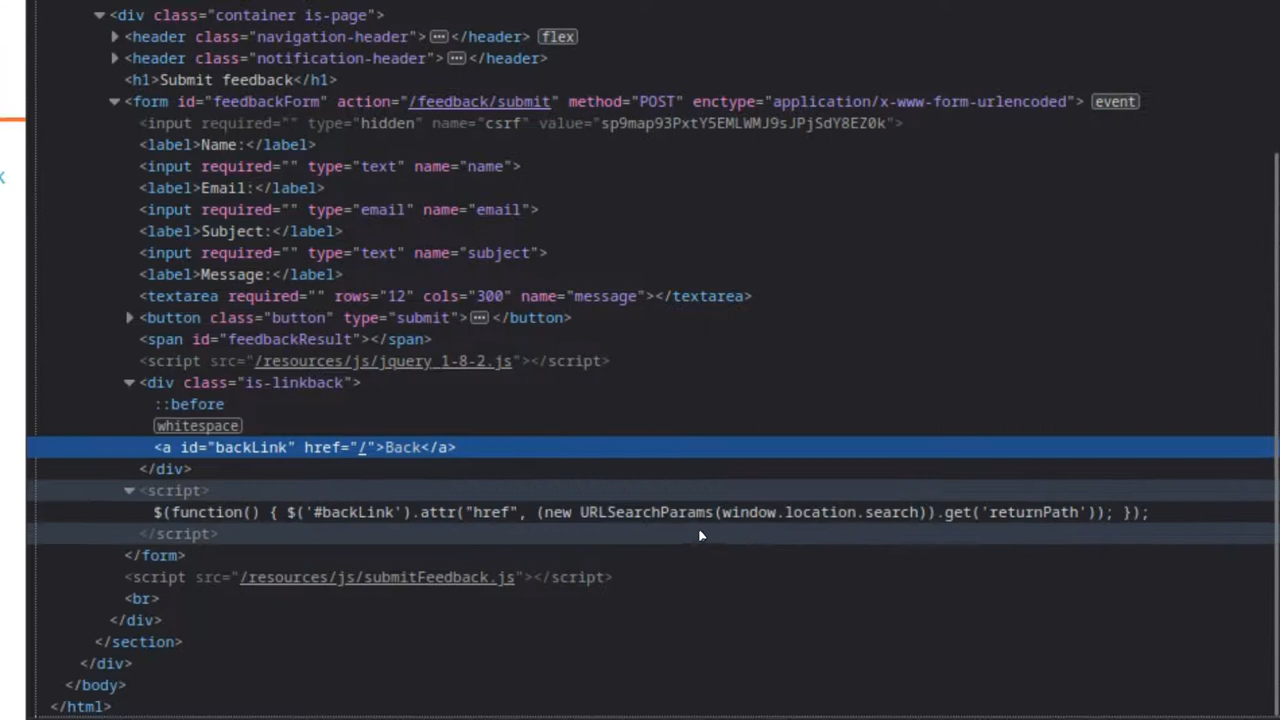 <div class="container is-page">
<header class="navigation-header"></header> flex
<header class="notification-header"></header>
<h1>Submit feedback</h1>
<form id="feedbackForm" action="/feedback/submit" method="POST" enctype="application/x-www-form-urlencoded"> event
<input required="" type="hidden" name="csrf" value="sp9map93PxtY5EMLWMJ9sJPjSdY8EZ0k">
<label>Name:</label>
<input required="" type="text" name="name">
<label>Email:</label>
<input required="" type="email" name="email">
<label>Subject:</label>
<input required="" type="text" name="subject">
<label>Message:</label>
<textarea required="" rows="12" cols="300" name="message"></textarea>
<button class="button" type="submit"></button>
<span id="feedbackResult"></span>
<script src="/resources/js/jquery_1-8-2.js"></script>
<div class="is-linkback">
::before
whitespace
<a id="backLink" href="/">Back</a>
</div>
<script>
$(function() { $('#backLink').attr("href", (new URLSearchParams(window.location.search)).get('returnPath')); });
</script>
</form>
<script src="/resources/js/submitFeedback.js"></script>
<br>
</div>
</section>
</div>
</body>
</html>